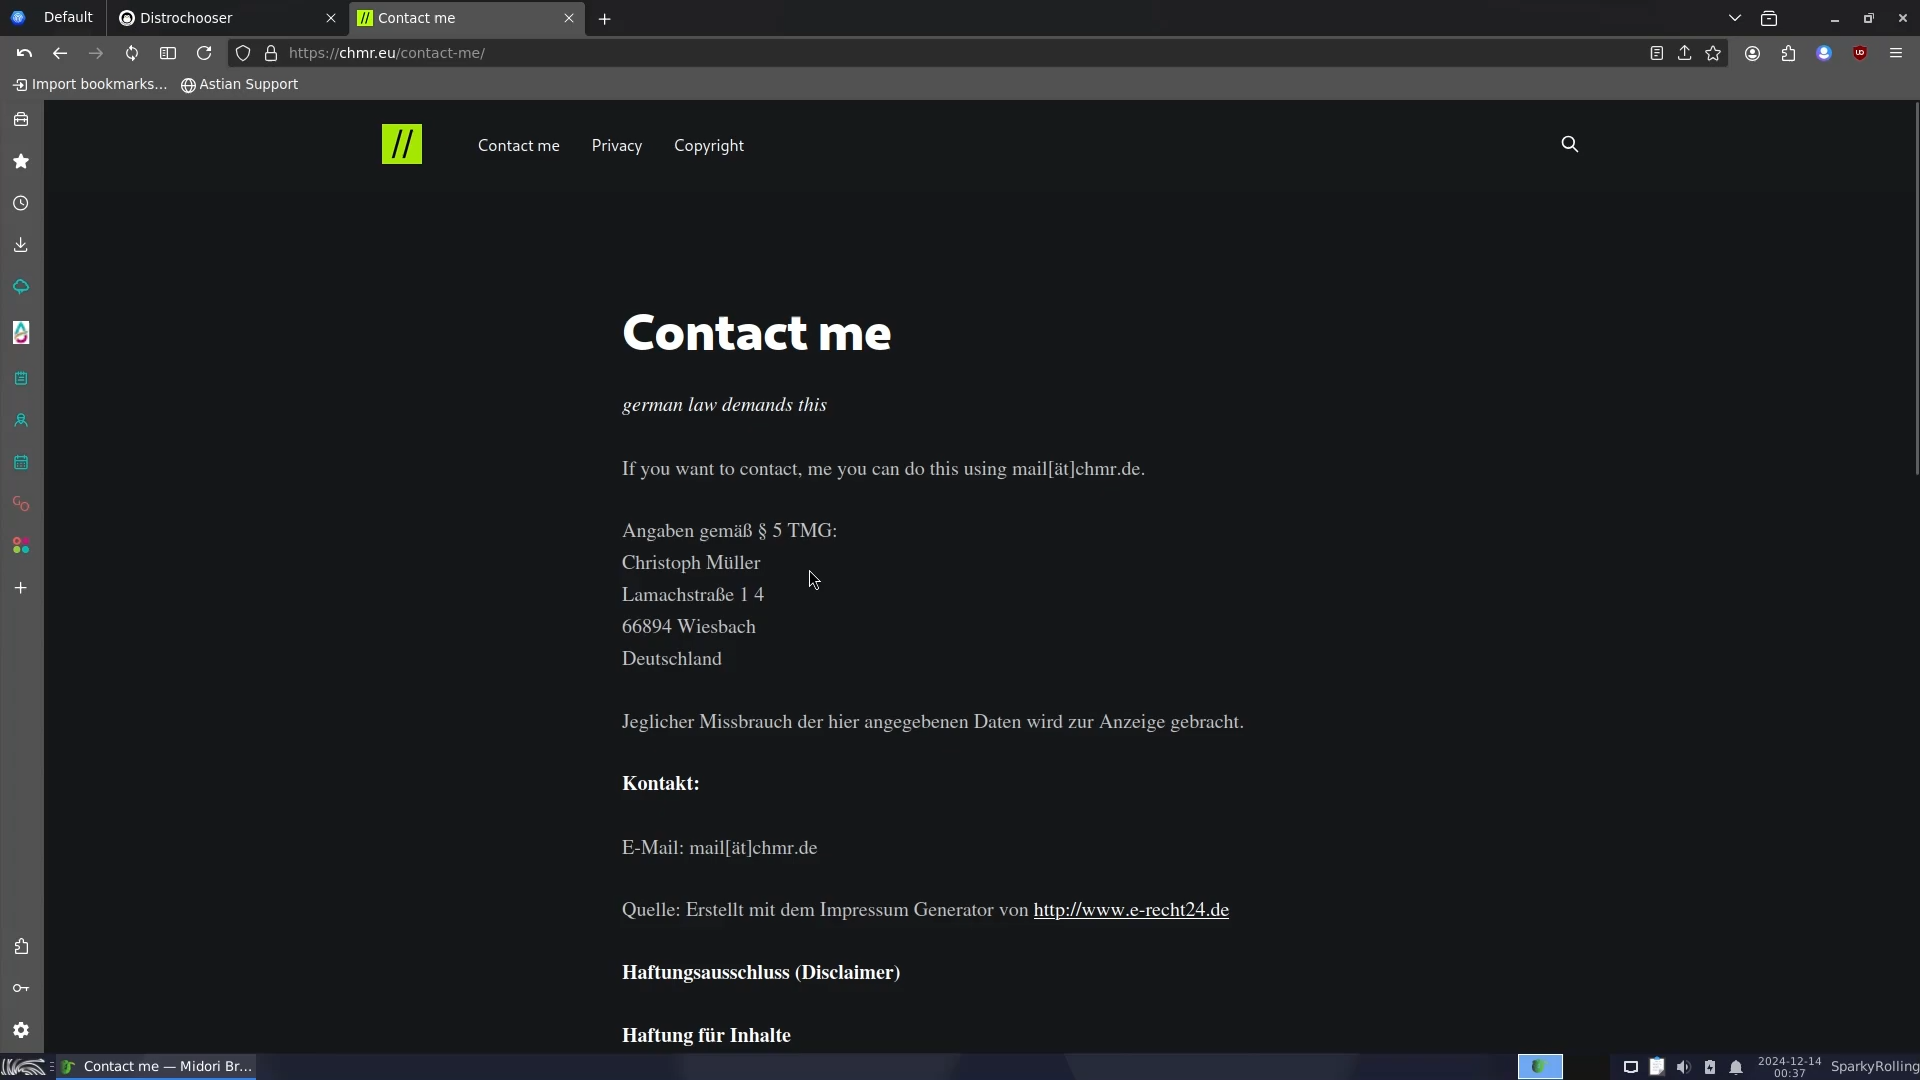 Default
Distrochooser
// Contact me
https://chmr.eu/contact-me/
Import bookmarks...
Astian Support
//
Contact me
Privacy
Copyright
Contact me
german law demands this
If you want to contact, me you can do this using mail[ät]chmr.de.
Angaben gemäß § 5 TMG:
Christoph Müller
Lamachstraße 1 4
66894 Wiesbach
Deutschland
Jeglicher Missbrauch der hier angegebenen Daten wird zur Anzeige gebracht.
Kontakt:
E-Mail: mail[ät]chmr.de
Quelle: Erstellt mit dem Impressum Generator von http://www.e-recht24.de
Haftungsausschluss (Disclaimer)
Haftung für Inhalte
Contact me — Midori Br...
2024-12-14
00:37
SparkyRolling